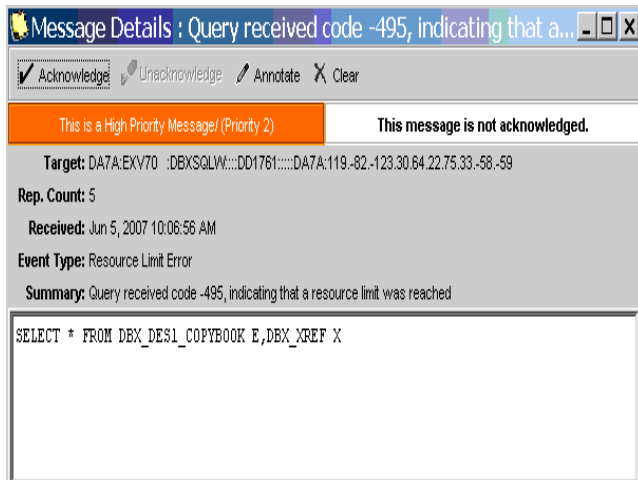 Message Details : Query received code -495, indicating that a...
Acknowledge Unacknowledge Annotate Clear
This is a High Priority Message/ (Priority 2) This message is not acknowledged.
Target: DA7A:EXV70 :DBXSQLW::::DD1761:::::DA7A:119.-82.-123.30.64.22.75.33.-58.-59
Rep. Count: 5
Received: Jun 5, 2007 10:06:56 AM
Event Type: Resource Limit Error
Summary: Query received code -495, indicating that a resource limit was reached
SELECT * FROM DBX_DES1_COPYBOOK E,DBX_XREF X